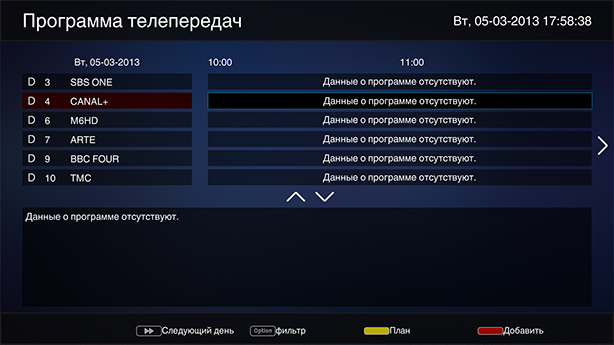 Программа телепередач Вт, 05-03-2013 17:58:38
Вт, 05-03-2013 10:00 11:00
D 3 SBS ONE Данные о программе отсутствуют.
D 4 CANAL+ Данные о программе отсутствуют.
D 6 M6HD Данные о программе отсутствуют.
D 7 ARTE Данные о программе отсутствуют.
D 9 BBC FOUR Данные о программе отсутствуют.
D 10 TMC Данные о программе отсутствуют.
Данные о программе отсутствуют.
Следующий день Option фильтр План Добавить